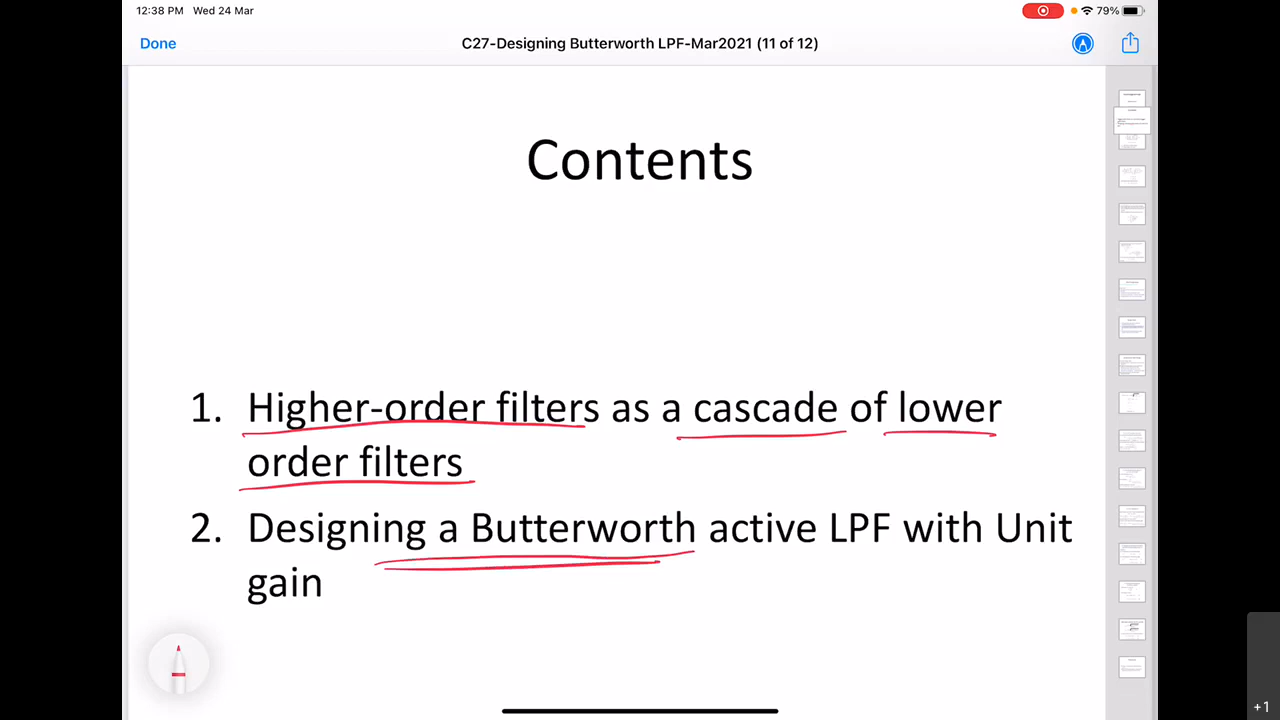 12:38 PM Wed 24 Mar
79%
Done
C27-Designing Butterworth LPF-Mar2021 (11 of 12)
Contents
1. Higher-order filters as a cascade of lower
order filters
2. Designing a Butterworth active LPF with Unit
gain
+1